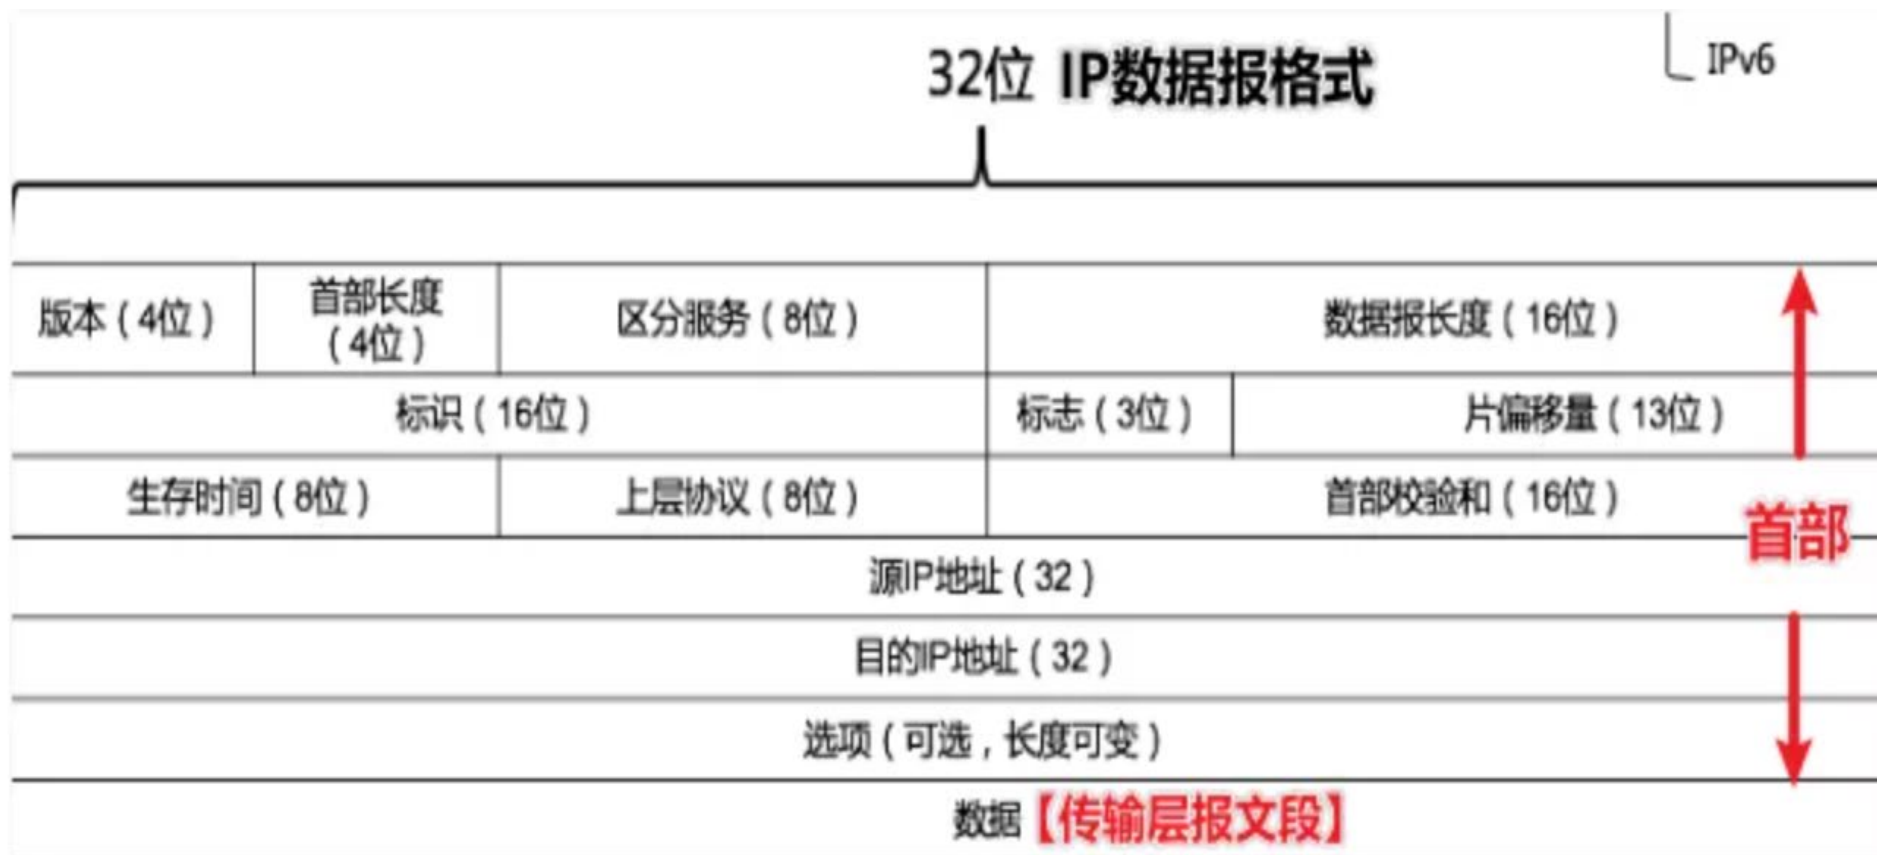 IPv6
32位 IP数据报格式
版本（4位）
首部长度
（4位）
区分服务（8位）
数据报长度（16位）
标识（16位）
标志（3位）
片偏移量（13位）
生存时间（8位）
上层协议（8位）
首部校验和（16位）
首部
源IP地址（32）
目的IP地址（32）
选项（可选，长度可变）
数据【传输层报文段】